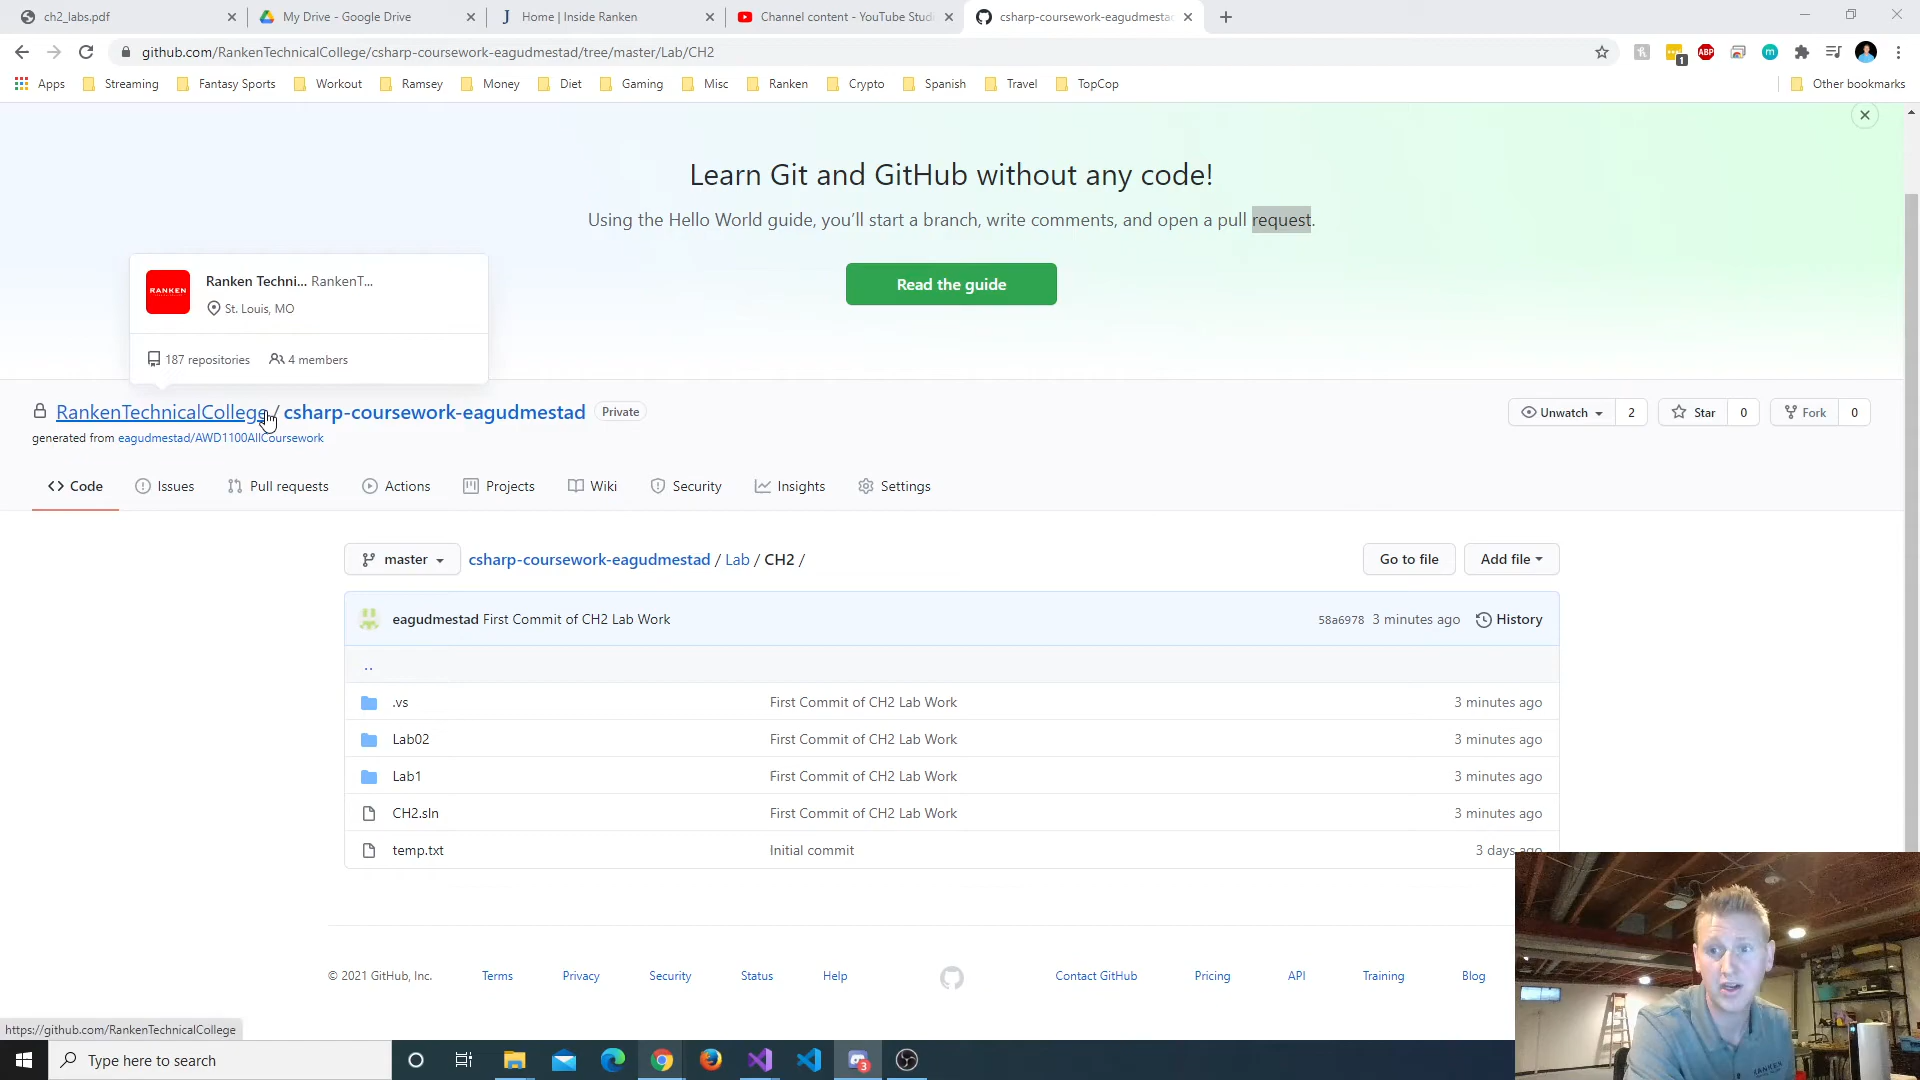 ch2_labs.pdf
My Drive - Google Drive
Home | Inside Ranken
Channel content - YouTube Stud
csharp-coursework-eagudmestad
github.com/RankenTechnicalCollege/csharp-coursework-eagudmestad/tree/master/Lab/CH2
1
ABP
m
Apps
Streaming
Fantasy Sports
Workout
Ramsey
Money
Diet
Gaming
Misc
Ranken
Crypto
Spanish
Travel
TopCop
Other bookmarks
Learn Git and GitHub without any code!
Using the Hello World guide, you'll start a branch, write comments, and open a pull request.
Read the guide
RANKEN
Ranken Techni... RankenT...
St. Louis, MO
187 repositories 4 members
RankenTechnicalCollege / csharp-coursework-eagudmestad Private
Unwatch 2 Star 0 Fork 0
generated from eagudmestad/AWD1100AllCoursework
Code Issues Pull requests Actions Projects Wiki Security Insights Settings
master csharp-coursework-eagudmestad / Lab / CH2 / Go to file Add file
eagudmestad First Commit of CH2 Lab Work 58a6978 3 minutes ago History
..
.vs First Commit of CH2 Lab Work 3 minutes ago
Lab02 First Commit of CH2 Lab Work 3 minutes ago
Lab1 First Commit of CH2 Lab Work 3 minutes ago
CH2.sln First Commit of CH2 Lab Work 3 minutes ago
temp.txt Initial commit 3 days ago
© 2021 GitHub, Inc. Terms Privacy Security Status Help Contact GitHub Pricing API Training Blog
https://github.com/RankenTechnicalCollege
Type here to search
3
RANKEN